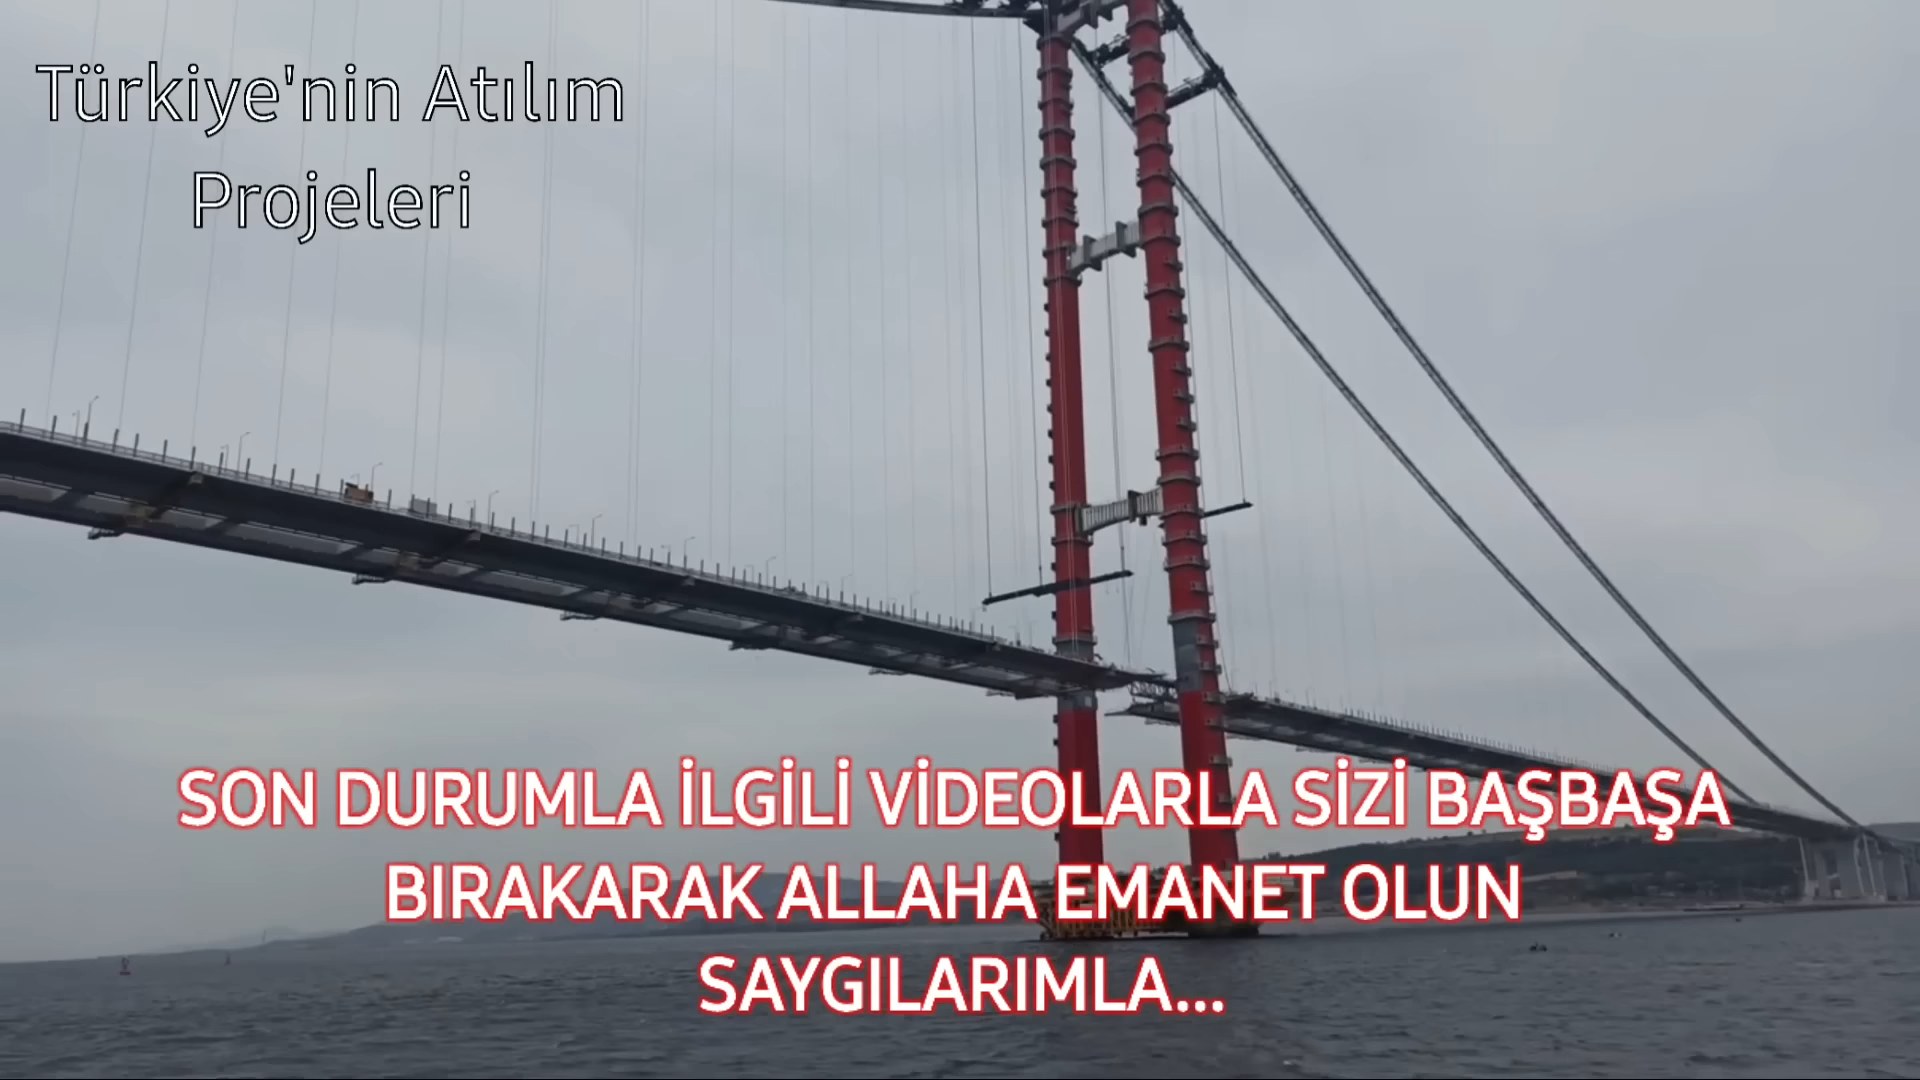 Türkiye'nin Atılım
Projeleri
SON DURUMLA İLGİLİ VİDEOLARLA SİZİ BAŞBAŞA
BIRAKARAK ALLAHA EMANET OLUN
SAYGILARIMLA...